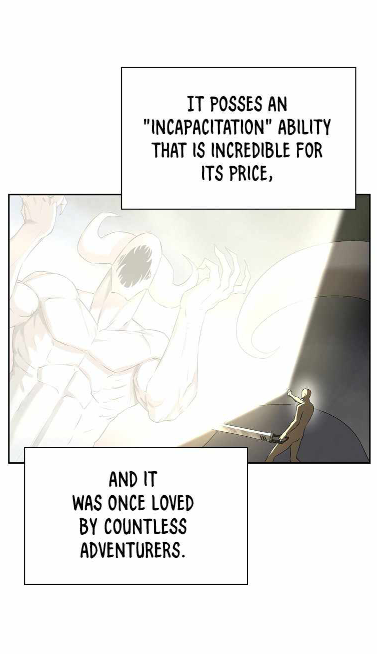 IT POSSES AN
"INCAPACITATION" ABILITY
THAT IS INCREDIBLE FOR
ITS PRICE,
AND IT
WAS ONCE LOVED
BY COUNTLESS
ADVENTURERS.